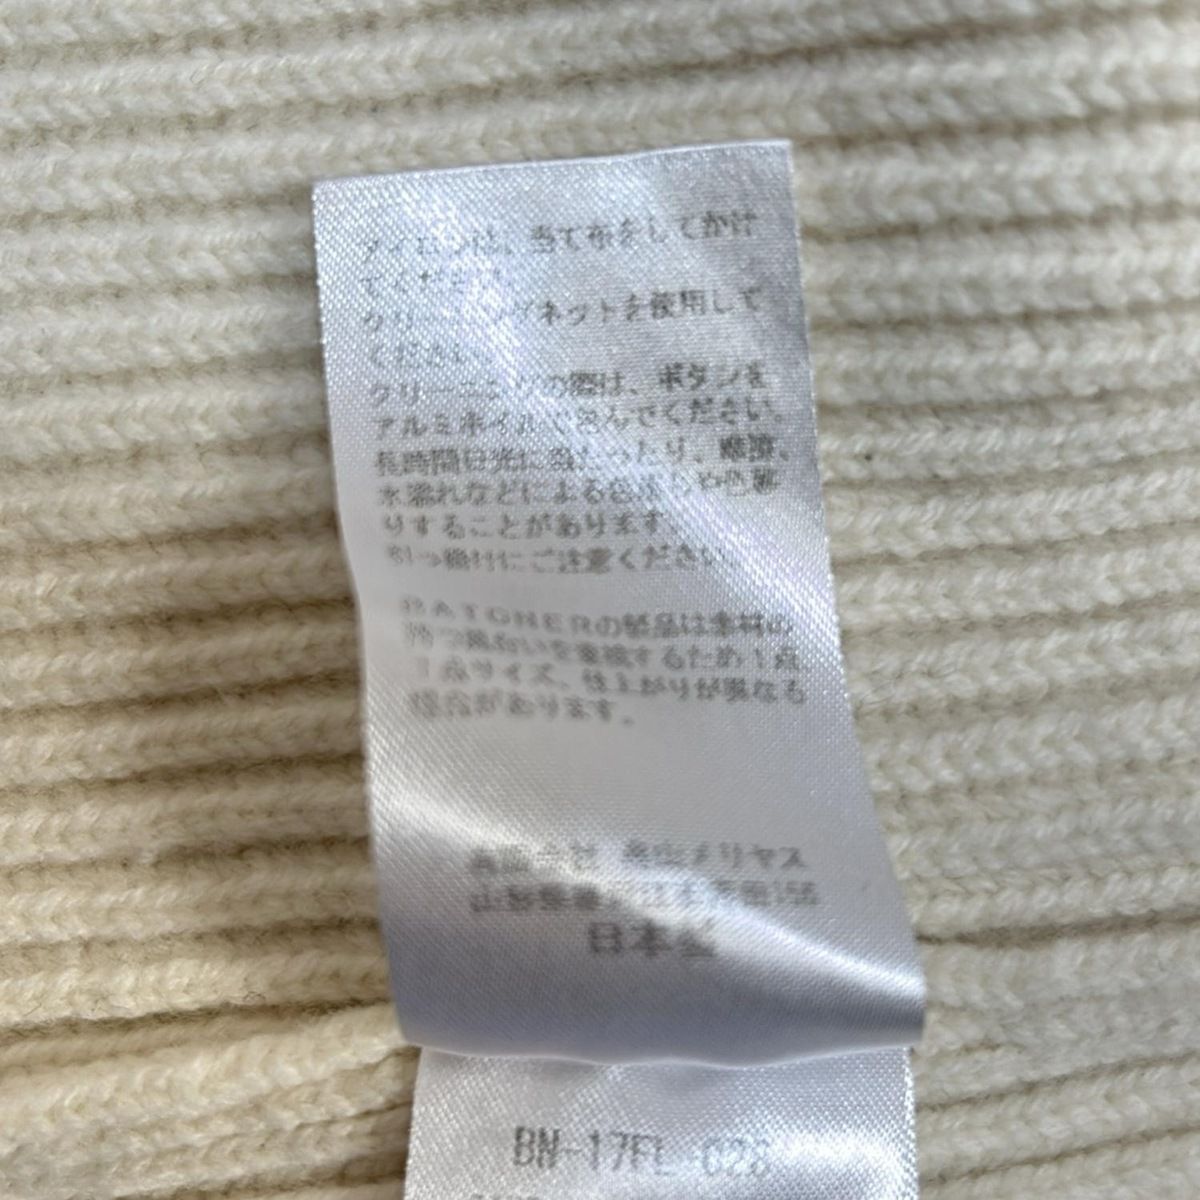 アイロンは、当て布をしてかけ
てください。
クリーニングネットを使用して
ください。
クリーニングの際は、ボタンを
アルミホイルで包んでください。
長時間日光に当たったり、摩擦、
水濡れなどによる色落ちや色移
りすることがあります。
引っ掛けにご注意ください。
BATONERの製品は素材の
持つ風合いを重視するため1点
1点サイズ、仕上がりが異なる
場合があります。
メリヤス
山形県
日本製
BN-17FL-028